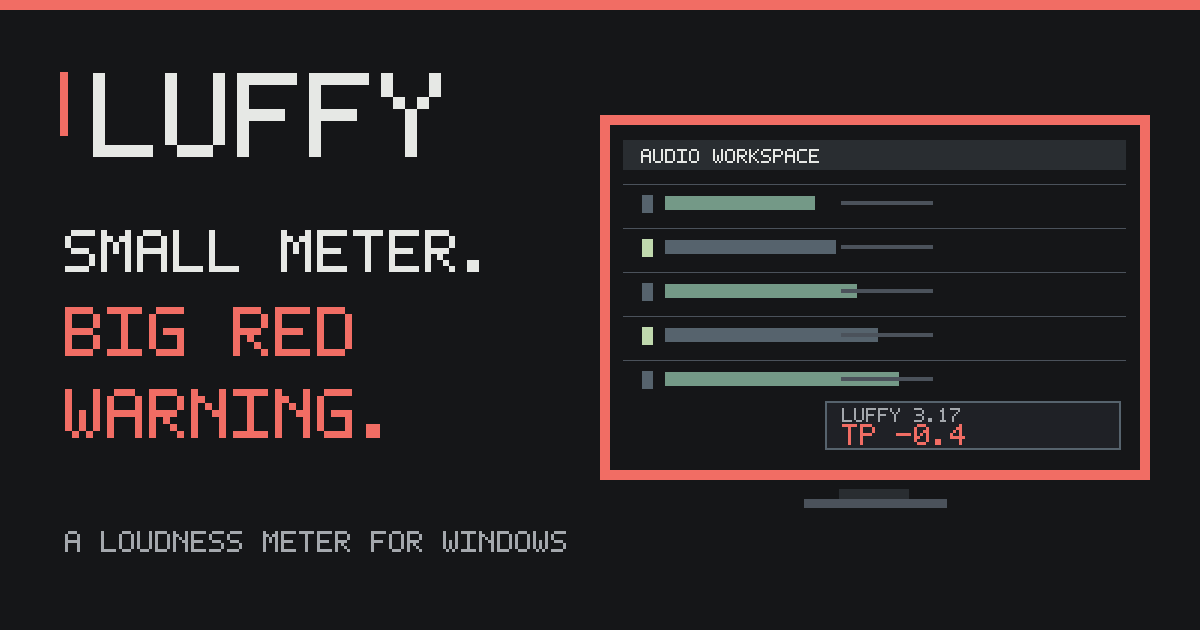 LUFFY
SMALL METER.
BIG RED
WARNING.
A LOUDNESS METER FOR WINDOWS
AUDIO WORKSPACE
LUFFY 3.17
TP -0.4